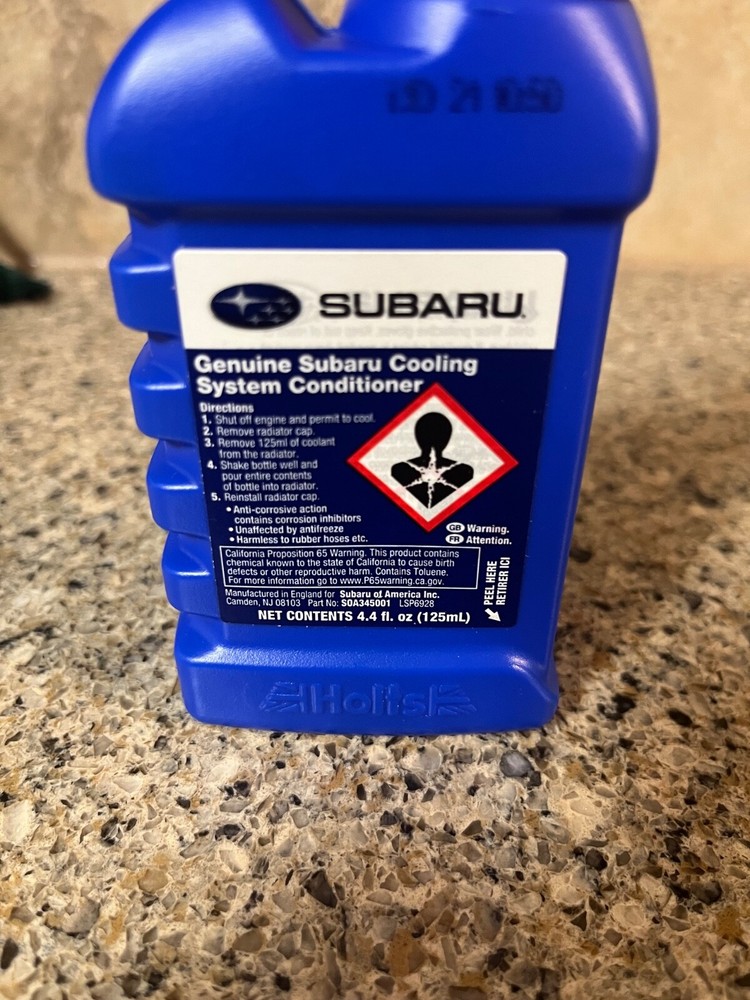 21 10:50
SUBARU
Genuine Subaru Cooling
System Conditioner
Directions
1. Shut off engine and permit to cool.
2. Remove radiator cap.
3. Remove 125ml of coolant
from the radiator.
4. Shake bottle well and
pour entire contents
of bottle into radiator.
5. Reinstall radiator cap.
• Anti-corrosive action
contains corrosion inhibitors
• Unaffected by antifreeze
• Harmless to rubber hoses etc.
GB Warning.
FR Attention.
California Proposition 65 Warning. This product contains
chemical known to the state of California to cause birth
defects or other reproductive harm. Contains Toluene.
For more information go to www.P65warning.ca.gov.
PEEL HERE
RETIRER ICI
Manufactured in England for Subaru of America Inc.
Camden, NJ 08103 Part No: SOA345001 LSP6928
NET CONTENTS 4.4 fl. oz (125mL)
Holts